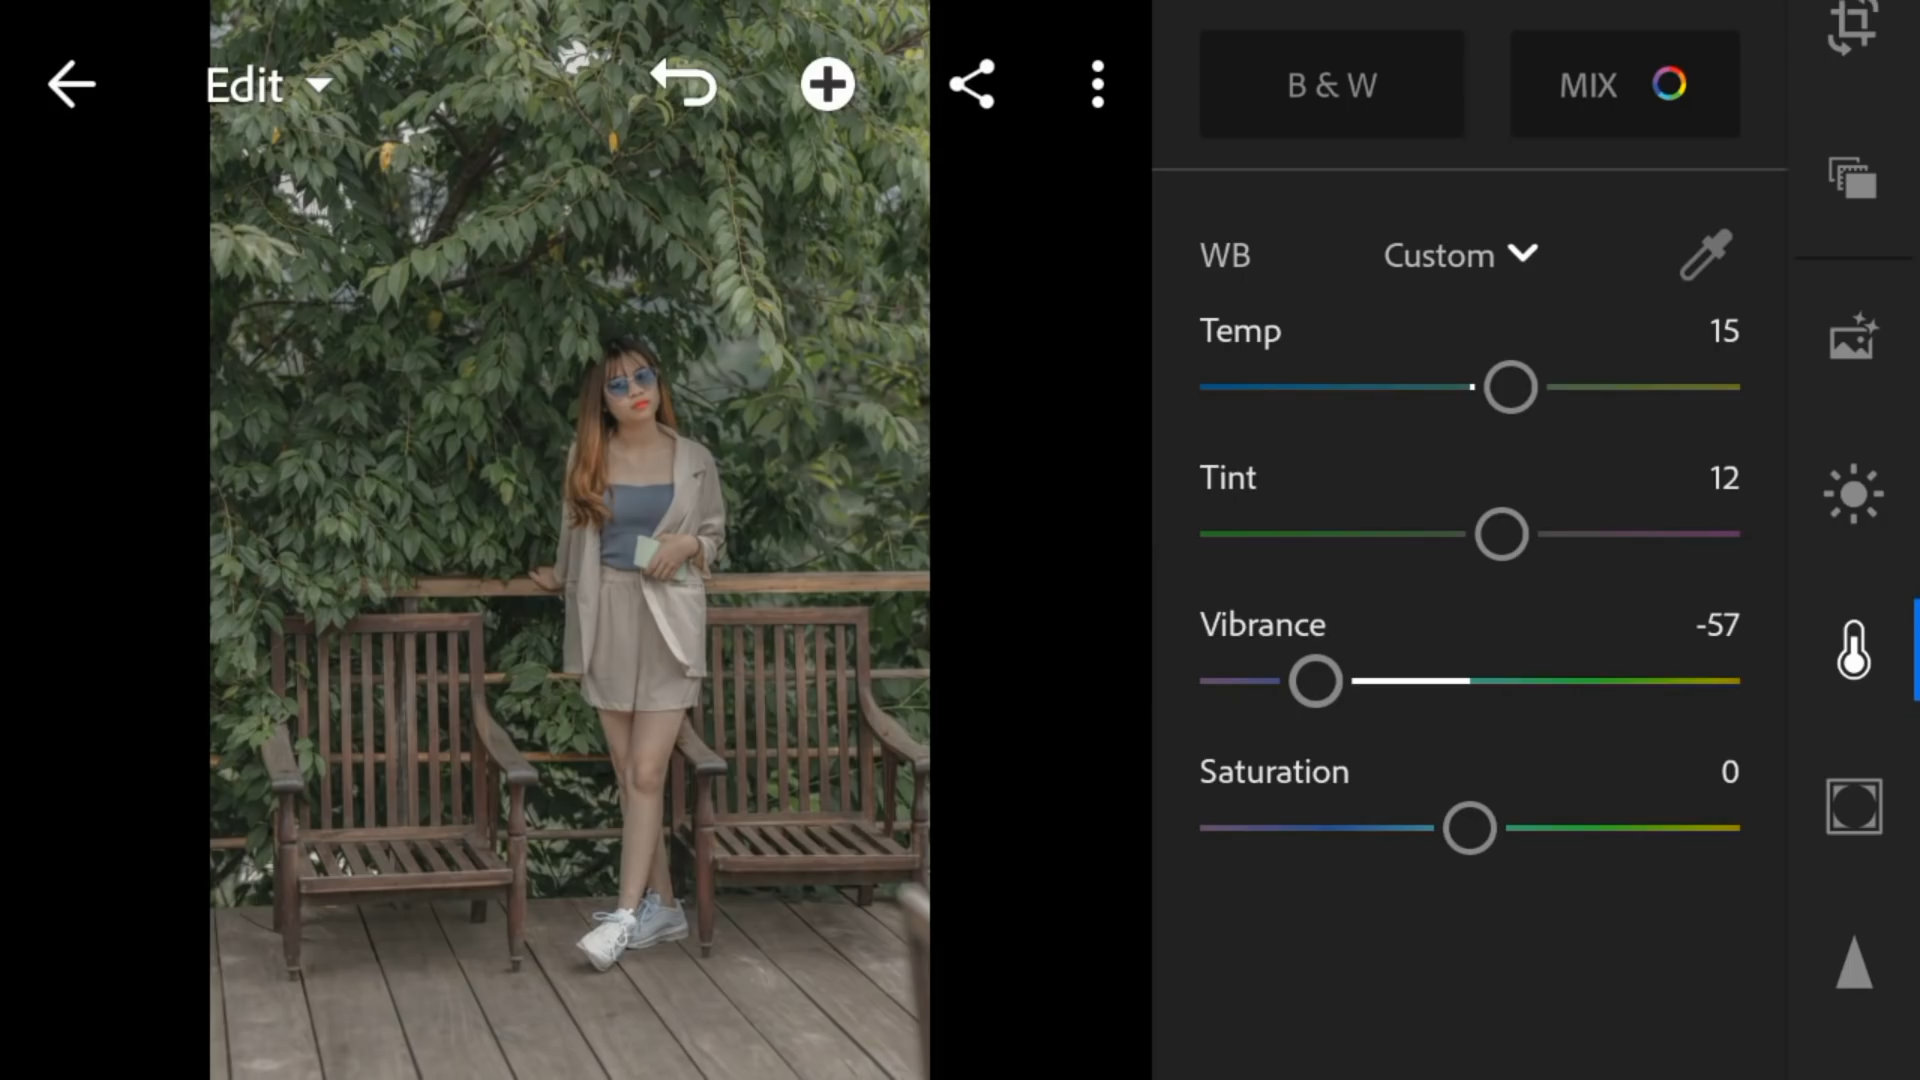 Edit
B & W
MIX
WB
Custom
Temp
15
Tint
12
Vibrance
-57
Saturation
0